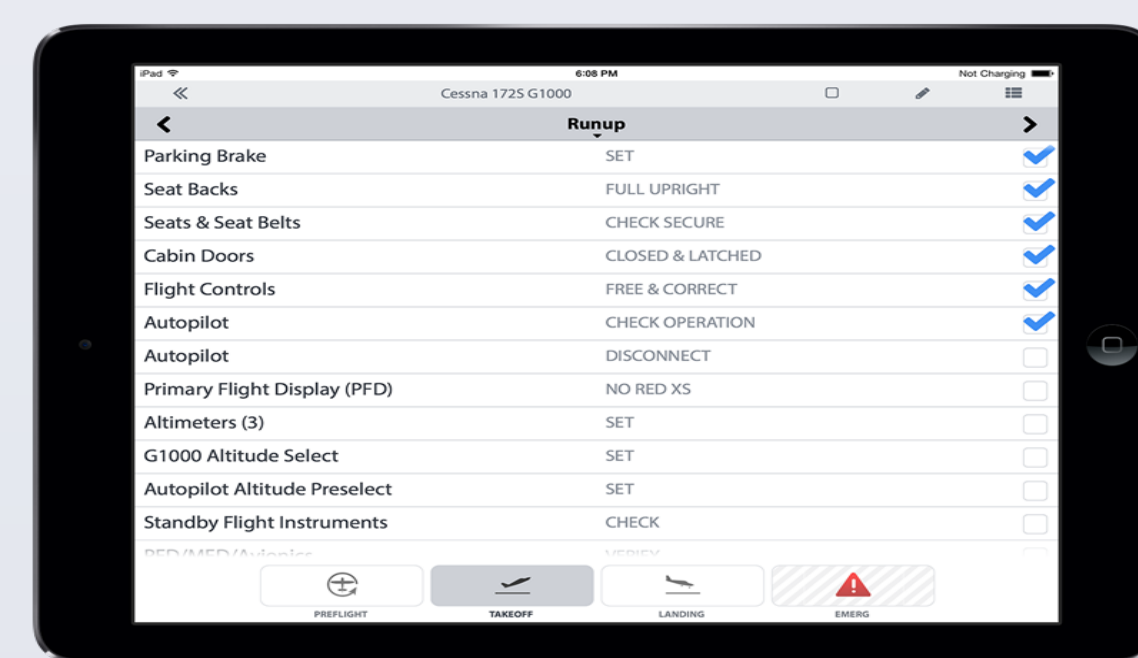 iPad 6:08 PM Not Charging
Cessna 172S G1000
Runup
Parking Brake SET
Seat Backs FULL UPRIGHT
Seats & Seat Belts CHECK SECURE
Cabin Doors CLOSED & LATCHED
Flight Controls FREE & CORRECT
Autopilot CHECK OPERATION
Autopilot DISCONNECT
Primary Flight Display (PFD) NO RED XS
Altimeters (3) SET
G1000 Altitude Select SET
Autopilot Altitude Preselect SET
Standby Flight Instruments CHECK
VERIFY
PREFLIGHT TAKEOFF LANDING EMERG